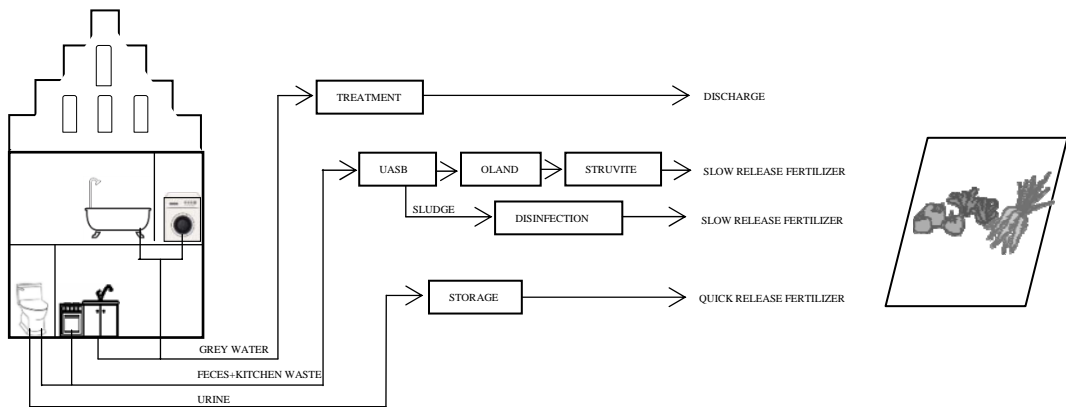 TREATMENT
DISCHARGE
UASB
OLAND
STRUVITE
SLOW RELEASE FERTILIZER
SLUDGE
DISINFECTION
SLOW RELEASE FERTILIZER
STORAGE
QUICK RELEASE FERTILIZER
GREY WATER
FECES+KITCHEN WASTE
URINE